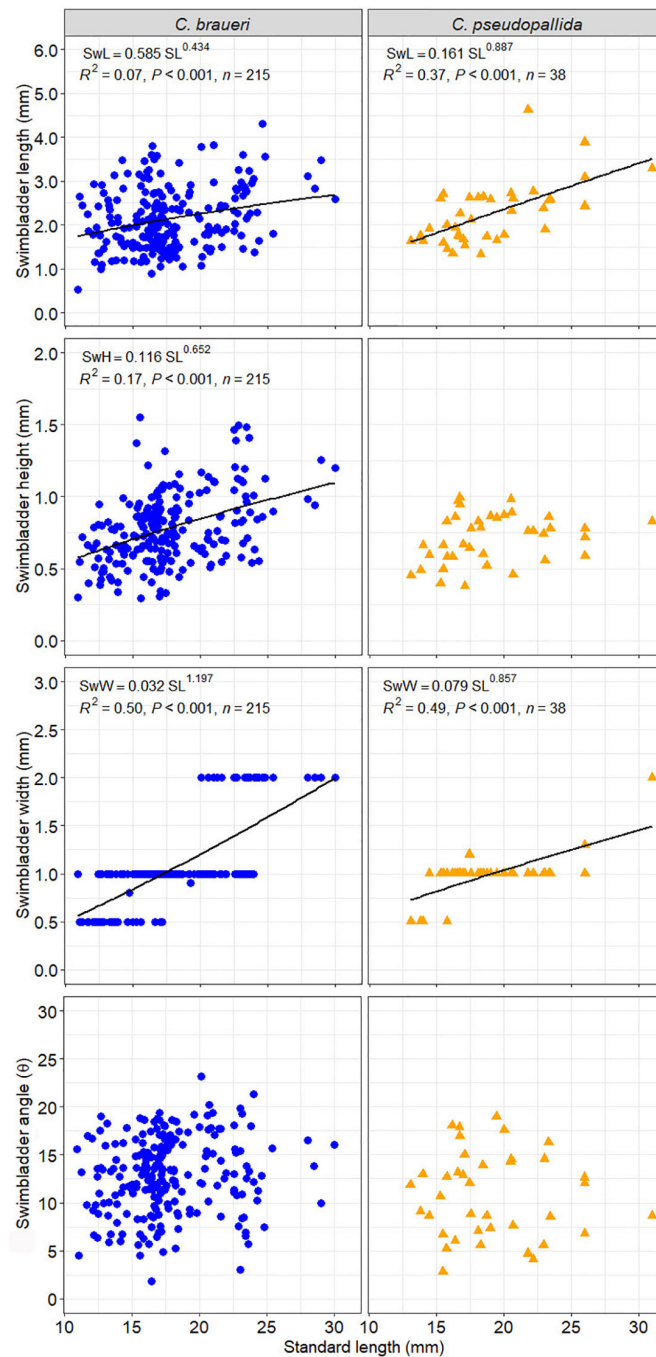 C. braueri
C. pseudopallida
Swimbladder length (mm)
6.0
5.0
4.0
3.0
2.0
1.0
0.0
SwL = 0.585 SL^0.434
R² = 0.07, P < 0.001, n = 215
SwL = 0.161 SL^0.887
R² = 0.37, P < 0.001, n = 38
Swimbladder height (mm)
2.0
1.5
1.0
0.5
0.0
SwH = 0.116 SL^0.652
R² = 0.17, P < 0.001, n = 215
Swimbladder width (mm)
3.0
2.5
2.0
1.5
1.0
0.5
0.0
SwW = 0.032 SL^1.197
R² = 0.50, P < 0.001, n = 215
SwW = 0.079 SL^0.857
R² = 0.49, P < 0.001, n = 38
Swimbladder angle (θ)
30
25
20
15
10
5
0
10 15 20 25 30 10 15 20 25 30
Standard length (mm)